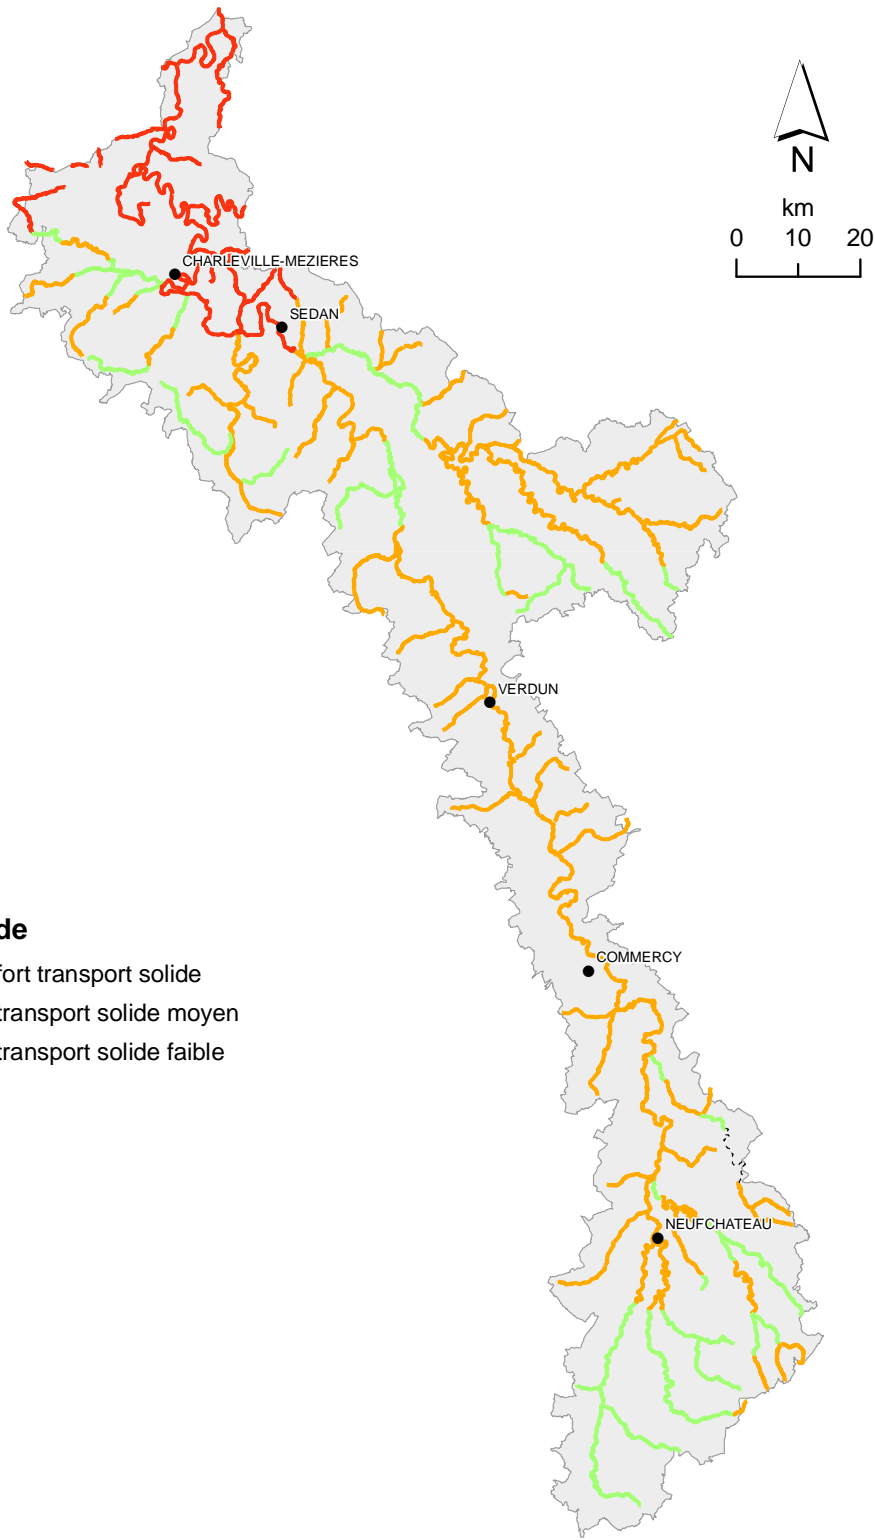 N
km
0 10 20
CHARLEVILLE-MEZIERES
SEDAN
VERDUN
COMMERCY
NEUFCHATEAU
de
fort transport solide
transport solide moyen
transport solide faible